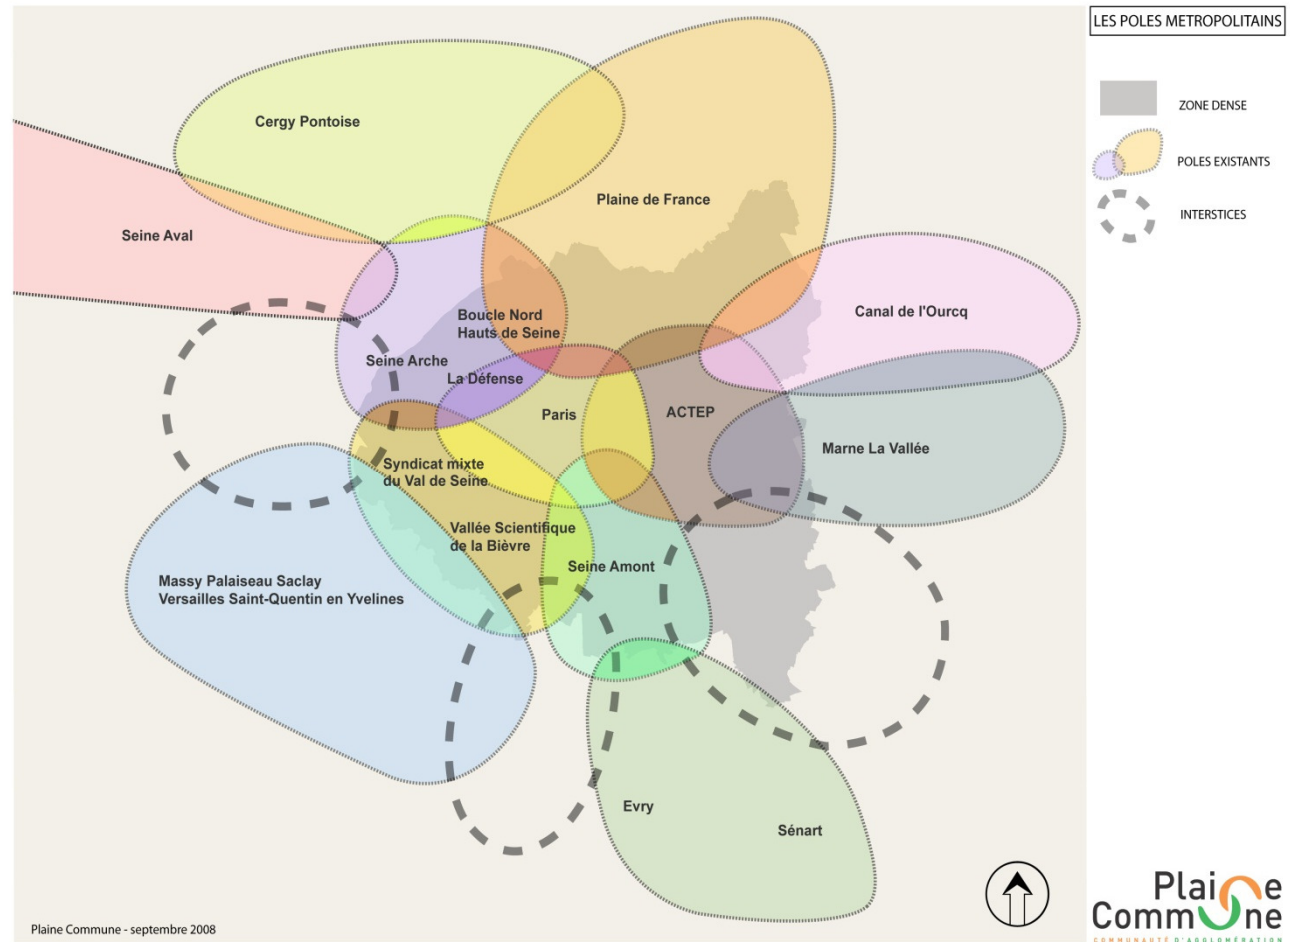 LES POLES METROPOLITAINS
ZONE DENSE
POLES EXISTANTS
INTERSTICES
Cergy Pontoise
Plaine de France
Seine Aval
Canal de l'Ourcq
Boucle Nord
Hauts de Seine
Seine Arche
La Défense
Paris
ACTEP
Marne La Vallée
Syndicat mixte
du Val de Seine
Vallée Scientifique
de la Bièvre
Seine Amont
Massy Palaiseau Saclay
Versailles Saint-Quentin en Yvelines
Evry
Sénart
Plaine Commune - septembre 2008
Plaine
Commune
COMMUNAUTÉ D'AGGLOMÉRATION